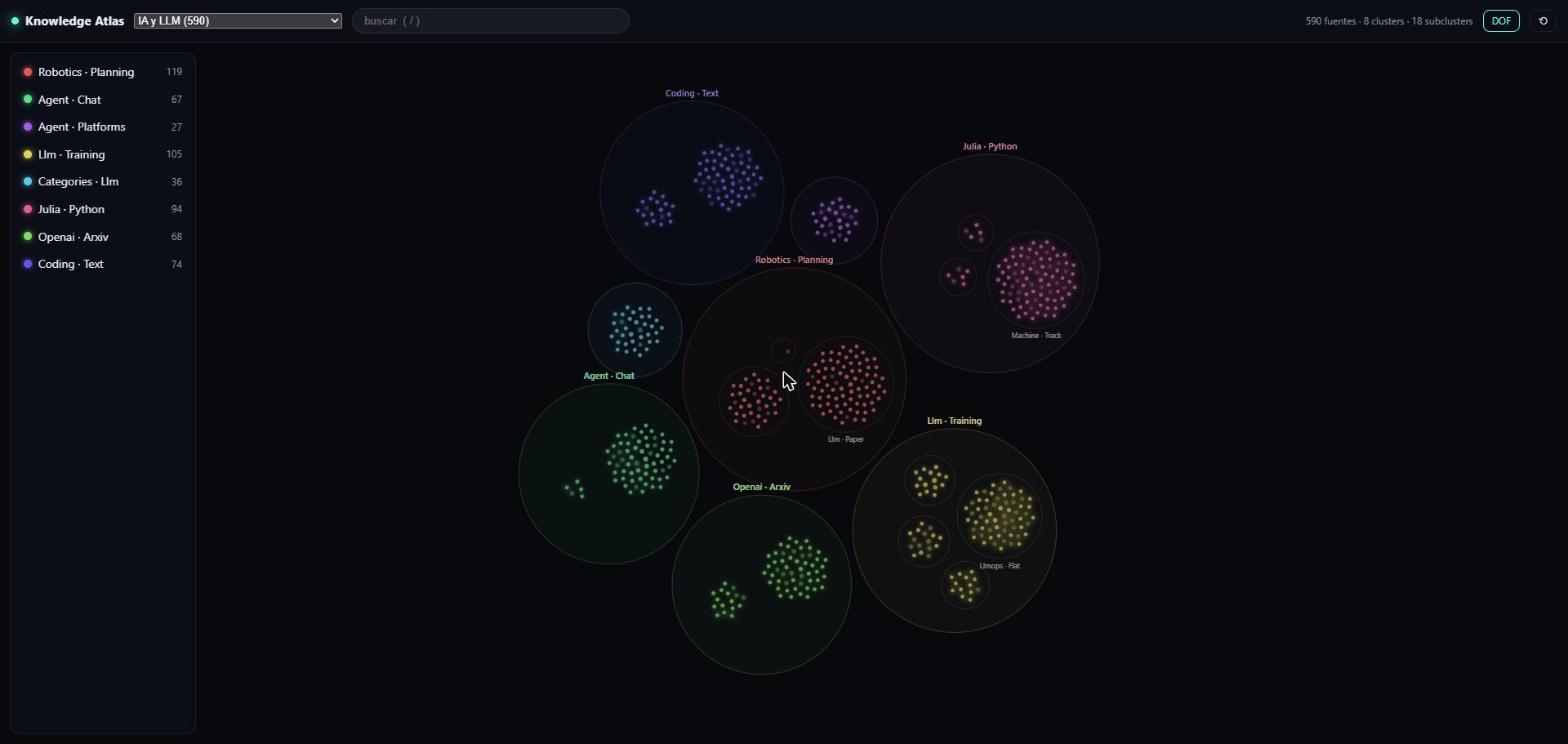 Knowledge Atlas
IA y LLM (590)
buscar ( / )
590 fuentes · 8 clusters · 18 subclusters
DOF
Robotics · Planning 119
Agent · Chat 67
Agent · Platforms 27
Llm · Training 105
Categories · Llm 36
Julia · Python 94
Openai · Arxiv 68
Coding · Text 74
Coding · Text
Julia · Python
Robotics · Planning
Machine · Track
Agent · Chat
Llm · Training
Llm · Paper
Openai · Arxiv
Llmops · Flat